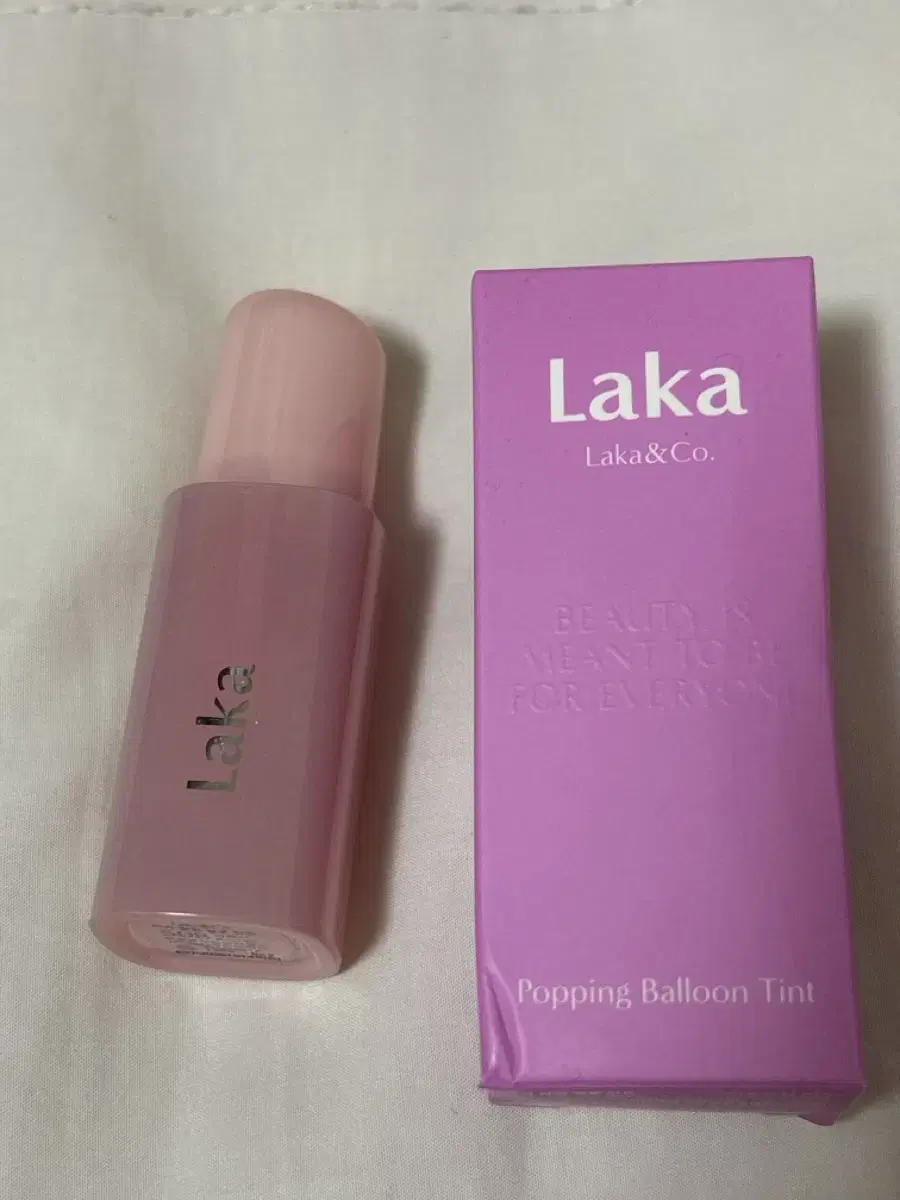 Laka
Laka
Laka&Co.
BEAUTY IS
MEANT TO BE
FOR EVERYONE
Popping Balloon Tint